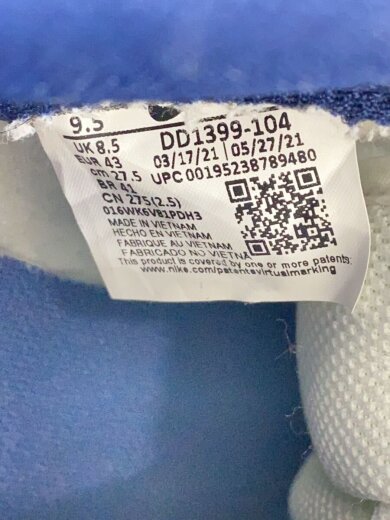 9.5
UK 8.5
EUR 43
cm 27.5
BR 41
CN 275(2.5)
DD1399-104
03/17/21 05/27/21
UPC 00195238789480
016WK6V81PDH3
MADE IN VIETNAM
HECHO EN VIETNAM
FABRIQUE AU VIETNAM
FABRICADO NO VIETNA
This product is covered by one or more patents:
www.nike.com/patentsvirtualmarking